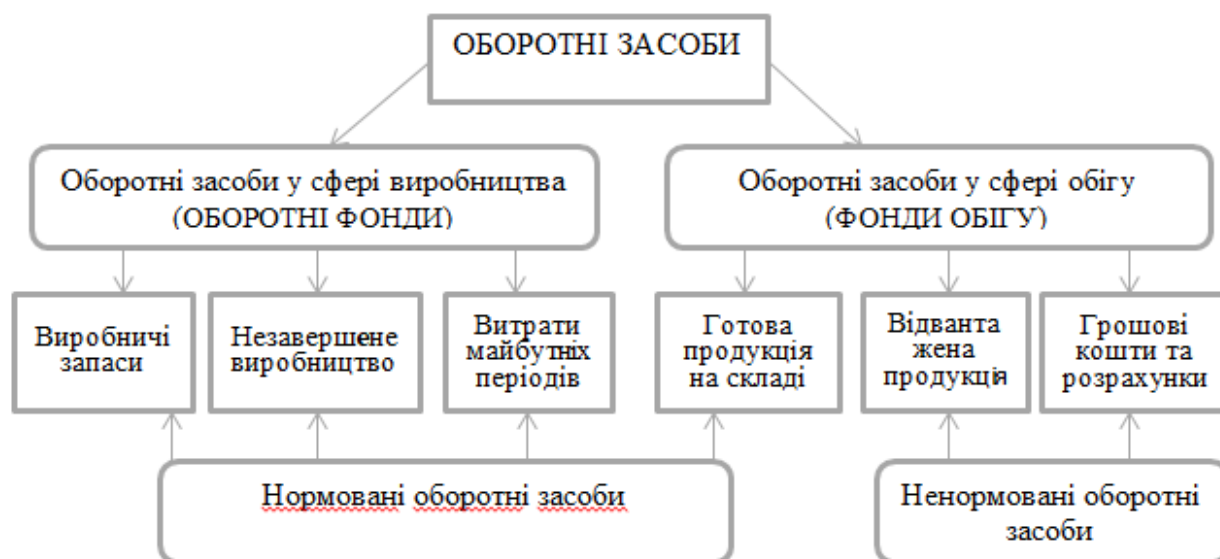 ОБОРОТНІ ЗАСОБИ
Оборотні засоби у сфері виробництва
(ОБОРОТНІ ФОНДИ)
Оборотні засоби у сфері обігу
(ФОНДИ ОБІГУ)
Виробничі
запаси
Незавершене
виробництво
Витрати
майбутніх
періодів
Готова
продукція
на складі
Відванта
жена
продукція
Грошові
кошти та
розрахунки
Нормовані оборотні засоби
Ненормовані оборотні
засоби